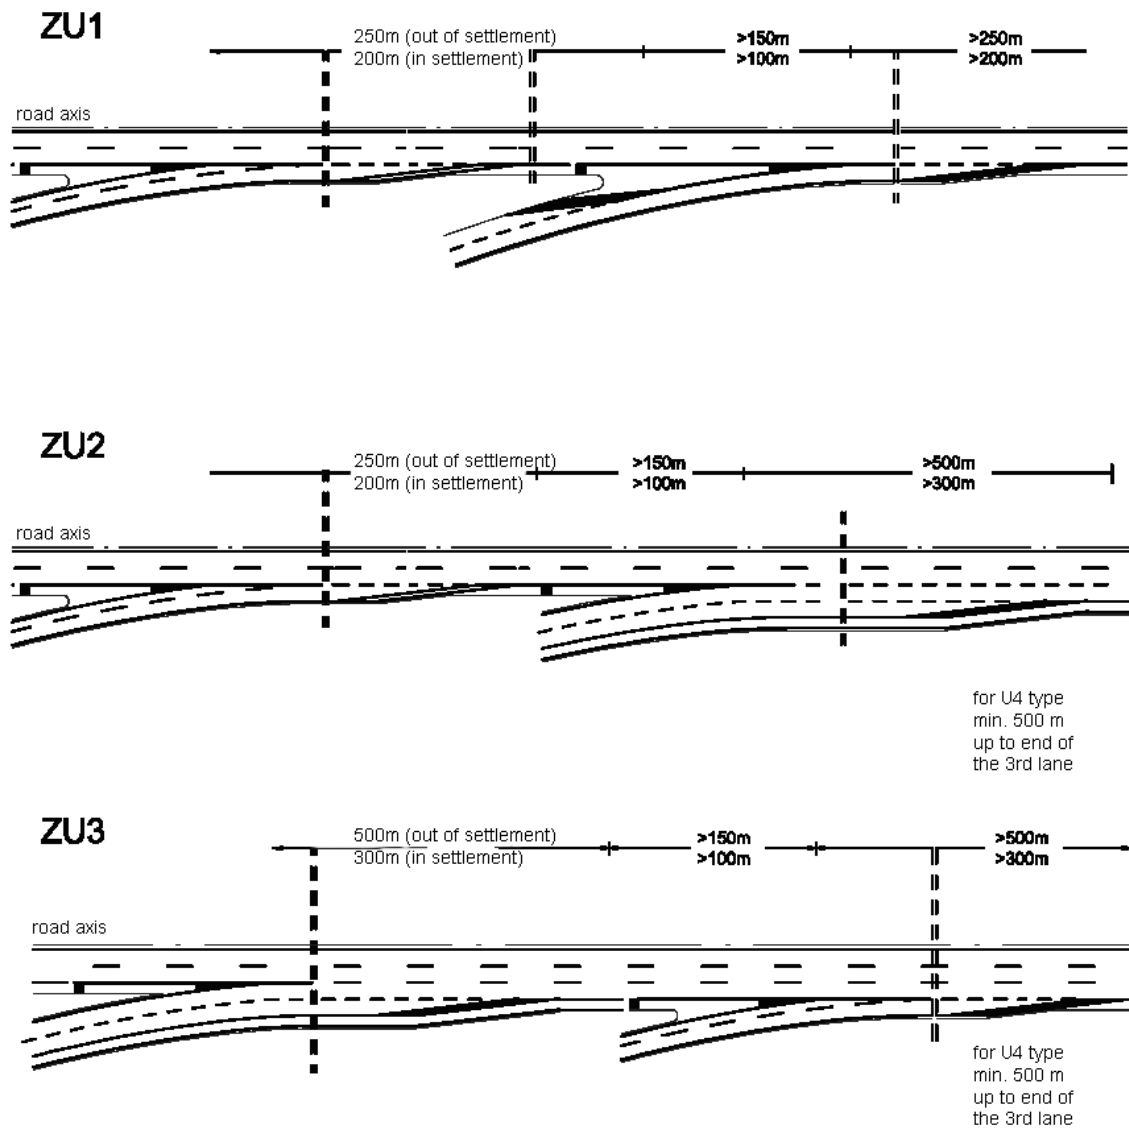 ZU1
250m (out of settlement)
200m (in settlement)
>150m
>100m
>250m
>200m
road axis
ZU2
250m (out of settlement)
200m (in settlement)
>150m
>100m
>500m
>300m
road axis
for U4 type
min. 500 m
up to end of
the 3rd lane
ZU3
500m (out of settlement)
300m (in settlement)
>150m
>100m
>500m
>300m
road axis
for U4 type
min. 500 m
up to end of
the 3rd lane